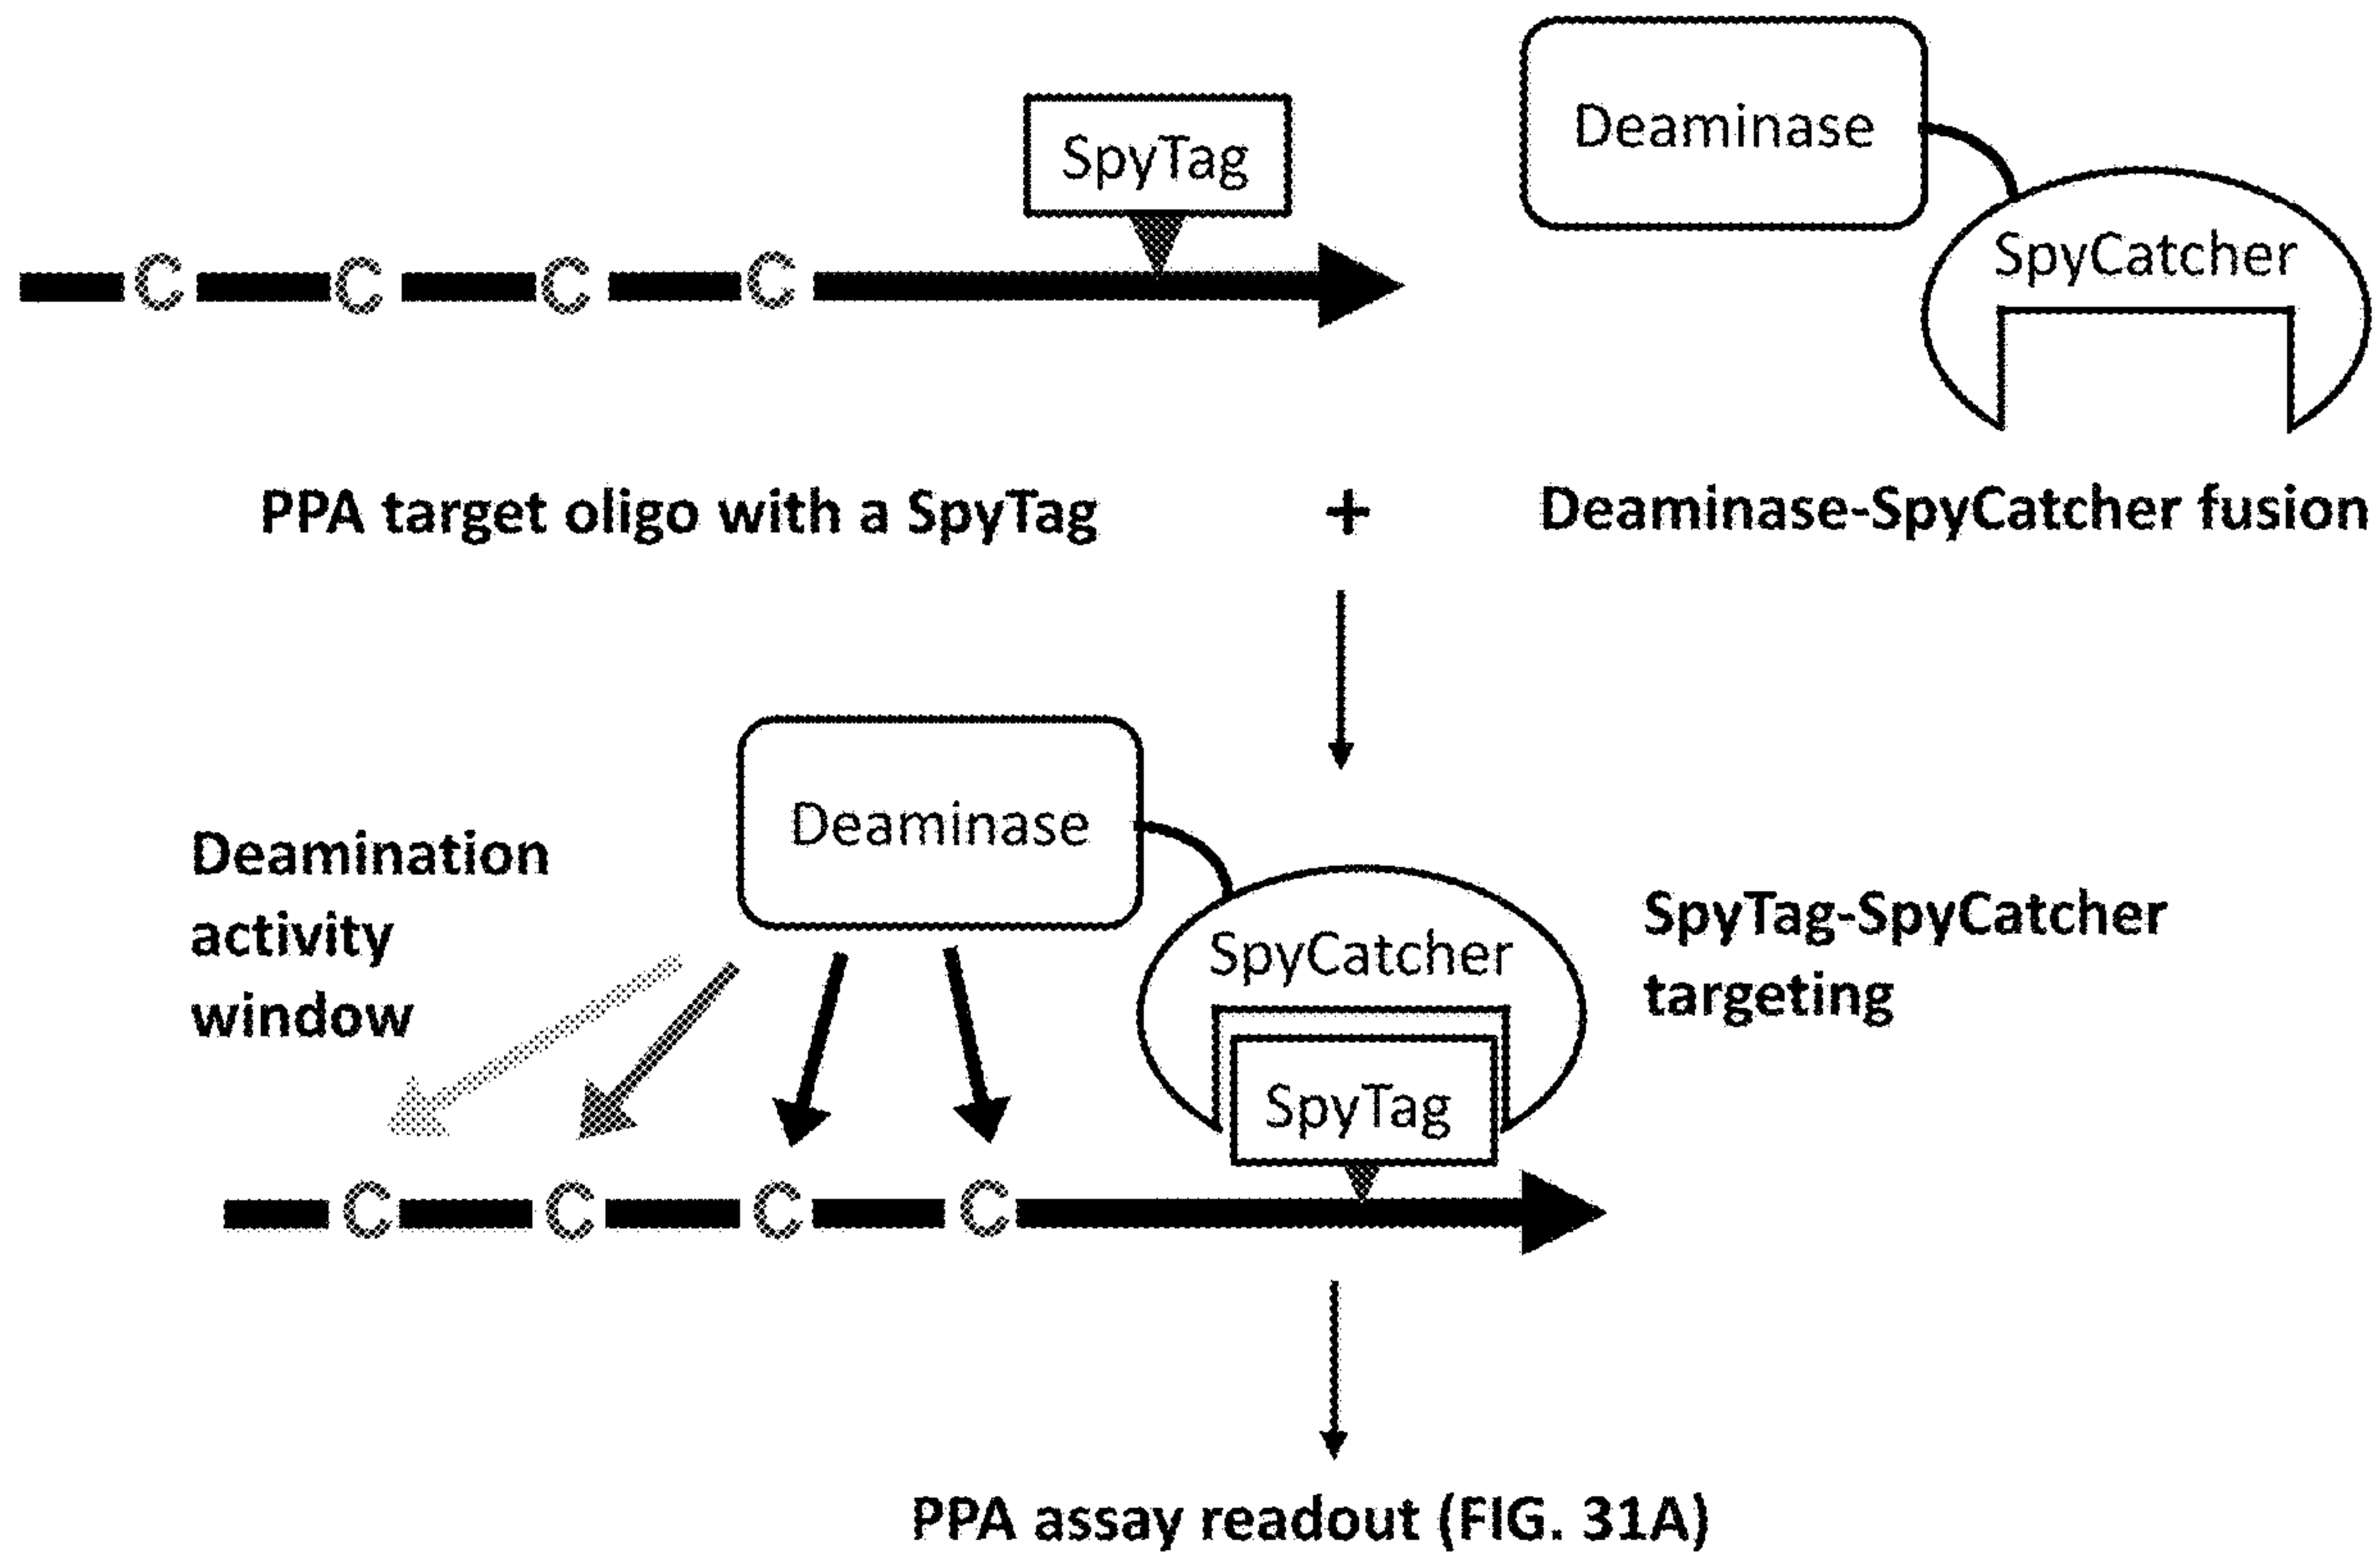 SpyTag
Deaminase
SpyCatcher
C C C C
PPA target oligo with a SpyTag + Deaminase-SpyCatcher fusion
Deaminase
Deamination
activity
window
SpyCatcher
SpyTag-SpyCatcher
targeting
SpyTag
C C C C
PPA assay readout (FIG. 31A)